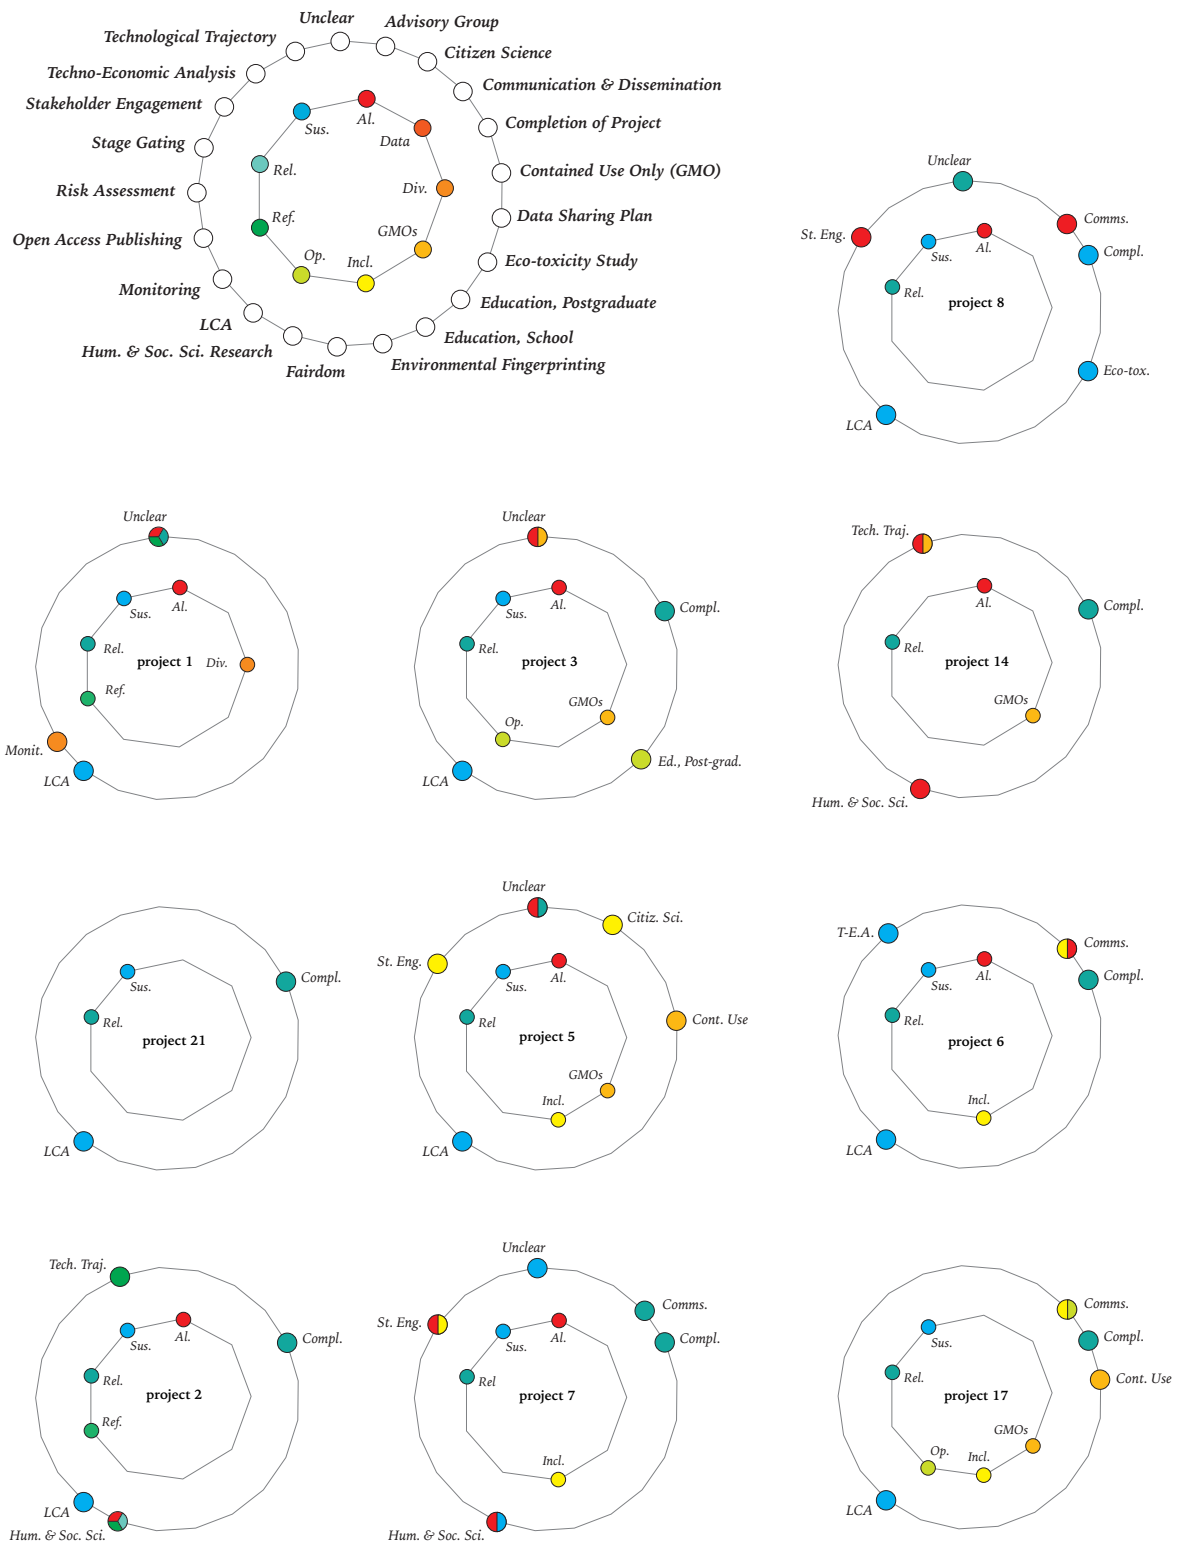 Unclear
Advisory Group
Technological Trajectory
Citizen Science
Techno-Economic Analysis
Communication & Dissemination
Stakeholder Engagement
Completion of Project
Stage Gating
Contained Use Only (GMO)
Risk Assessment
Data Sharing Plan
Open Access Publishing
Eco-toxicity Study
Monitoring
Education, Postgraduate
LCA
Education, School
Hum. & Soc. Sci. Research
Environmental Fingerprinting
Fairdom
Sus.
Al.
Data
Rel.
Div.
Ref.
GMOs
Op.
Incl.
Unclear
St. Eng.
Comms.
Compl.
Sus.
Al.
Rel.
project 8
Eco-tox.
LCA
Unclear
Sus.
Al.
Rel.
project 1
Div.
Ref.
Monit.
LCA
Unclear
Compl.
Sus.
Al.
Rel.
project 3
GMOs
Op.
Ed., Post-grad.
LCA
Tech. Traj.
Compl.
Al.
Rel.
project 14
GMOs
Hum. & Soc. Sci.
Compl.
Sus.
Rel.
project 21
LCA
Unclear
Citiz. Sci.
St. Eng.
Sus.
Al.
Rel
Cont. Use
project 5
GMOs
Incl.
LCA
T-E.A.
Comms.
Compl.
Sus.
Al.
Rel.
project 6
Incl.
LCA
Tech. Traj.
Compl.
Sus.
Al.
Rel.
project 2
Ref.
LCA
Hum. & Soc. Sci.
Unclear
Comms.
St. Eng.
Compl.
Sus.
Al.
Rel
project 7
Incl.
Hum. & Soc. Sci.
Comms.
Compl.
Sus.
Rel.
Cont. Use
project 17
GMOs
Op.
Incl.
LCA